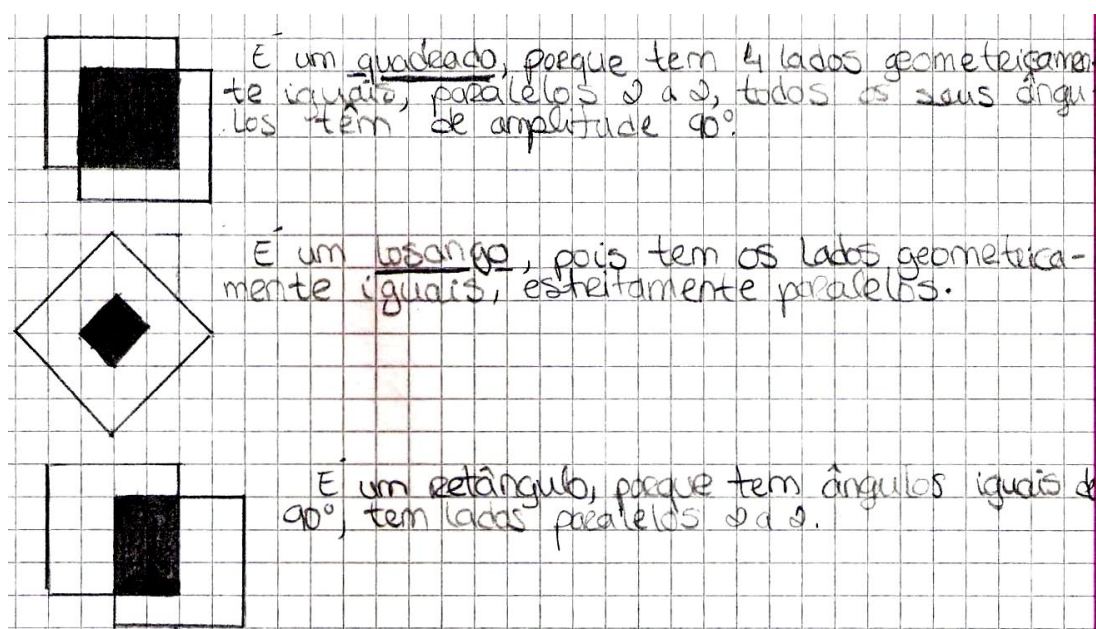 É um quadrado, porque tem 4 lados geometricamen-
te iguais, paralelos 2 a 2, todos os seus ângu-
los têm de amplitude 90°.
É um losango, pois tem os lados geometrica-
mente iguais, estreitamente paralelos.
É um retângulo, porque tem ângulos iguais de
90°, tem lados paralelos 2 a 2.